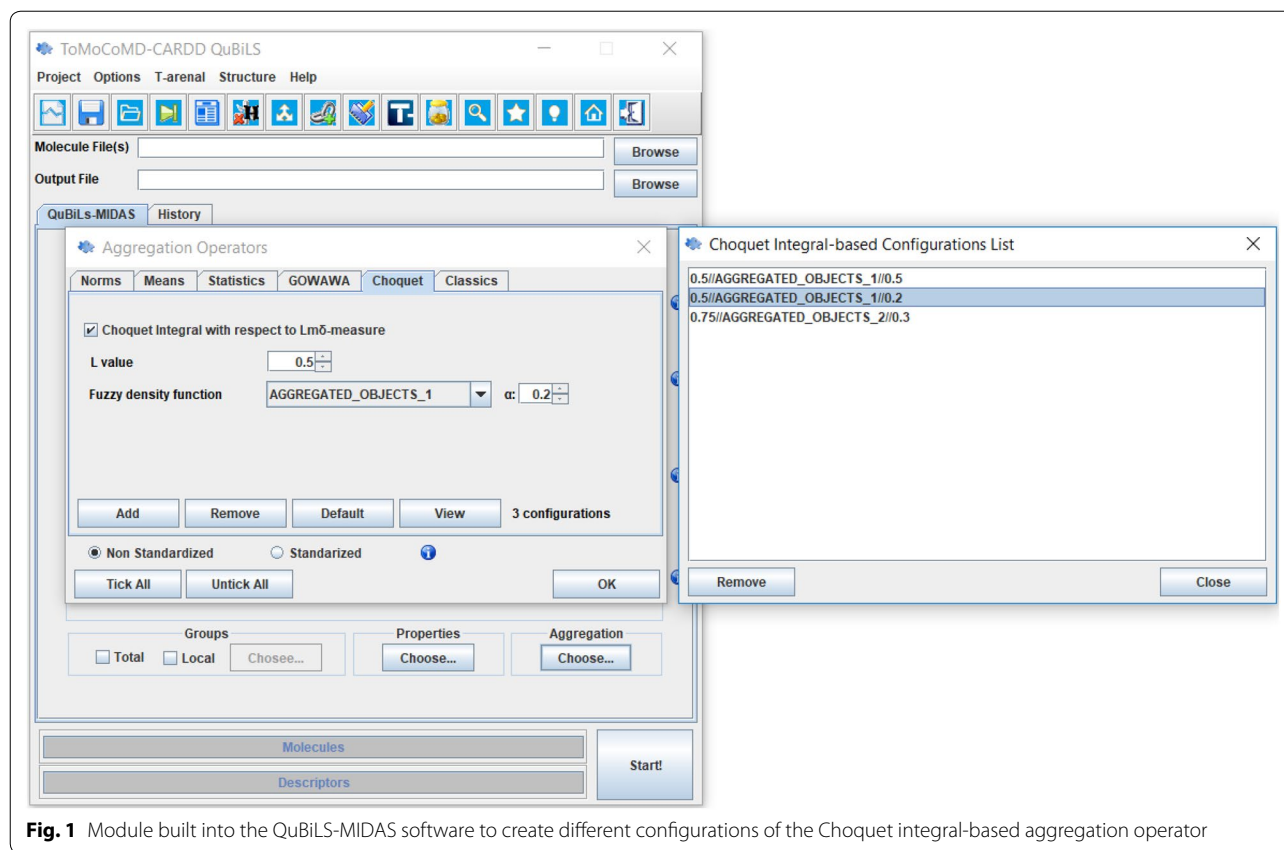 ToMoCoMD-CARDD QuBiLS
Project Options T-arenal Structure Help
Molecule File(s) Browse
Output File Browse
QuBiLs-MIDAS History
Aggregation Operators
Norms Means Statistics GOWAWA Choquet Classics
Choquet Integral with respect to Lmδ-measure
L value 0.5
Fuzzy density function AGGREGATED_OBJECTS_1 α: 0.2
Add Remove Default View 3 configurations
Non Standardized Standarized
Tick All Untick All OK
Groups Properties Aggregation
Total Local Chosee... Choose... Choose...
Molecules
Descriptors
Start!
Choquet Integral-based Configurations List
0.5//AGGREGATED_OBJECTS_1//0.5
0.5//AGGREGATED_OBJECTS_1//0.2
0.75//AGGREGATED_OBJECTS_2//0.3
Remove Close
Fig. 1 Module built into the QuBiLS-MIDAS software to create different configurations of the Choquet integral-based aggregation operator